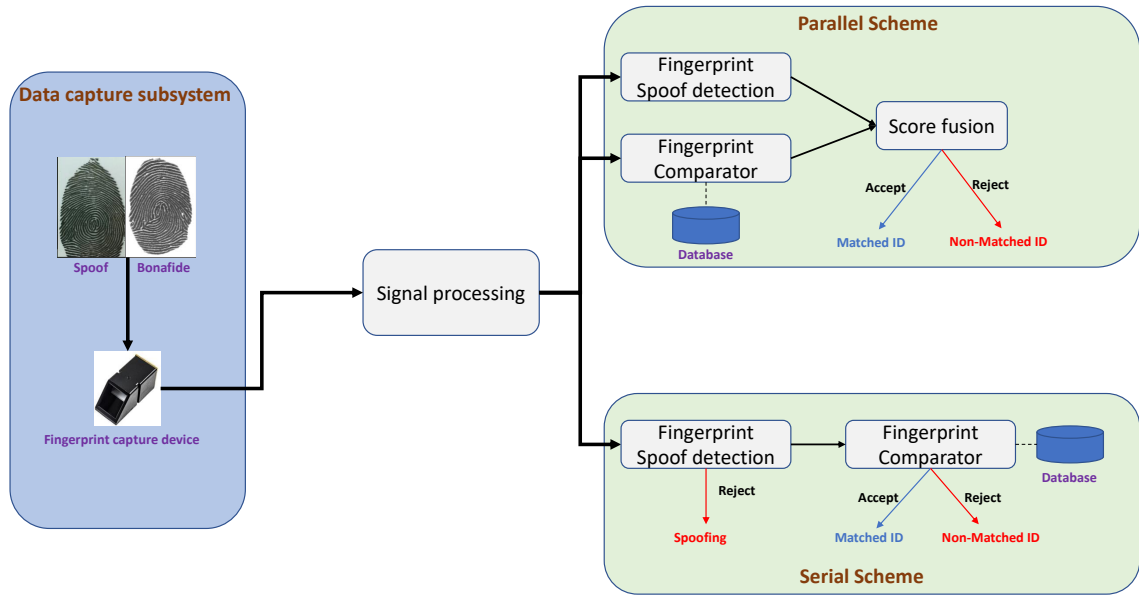 Data capture subsystem
Spoof
Bonafide
Fingerprint capture device
Signal processing
Parallel Scheme
Fingerprint
Spoof detection
Fingerprint
Comparator
Database
Score fusion
Accept
Reject
Matched ID
Non-Matched ID
Fingerprint
Spoof detection
Reject
Spoofing
Fingerprint
Comparator
Database
Accept
Reject
Matched ID
Non-Matched ID
Serial Scheme